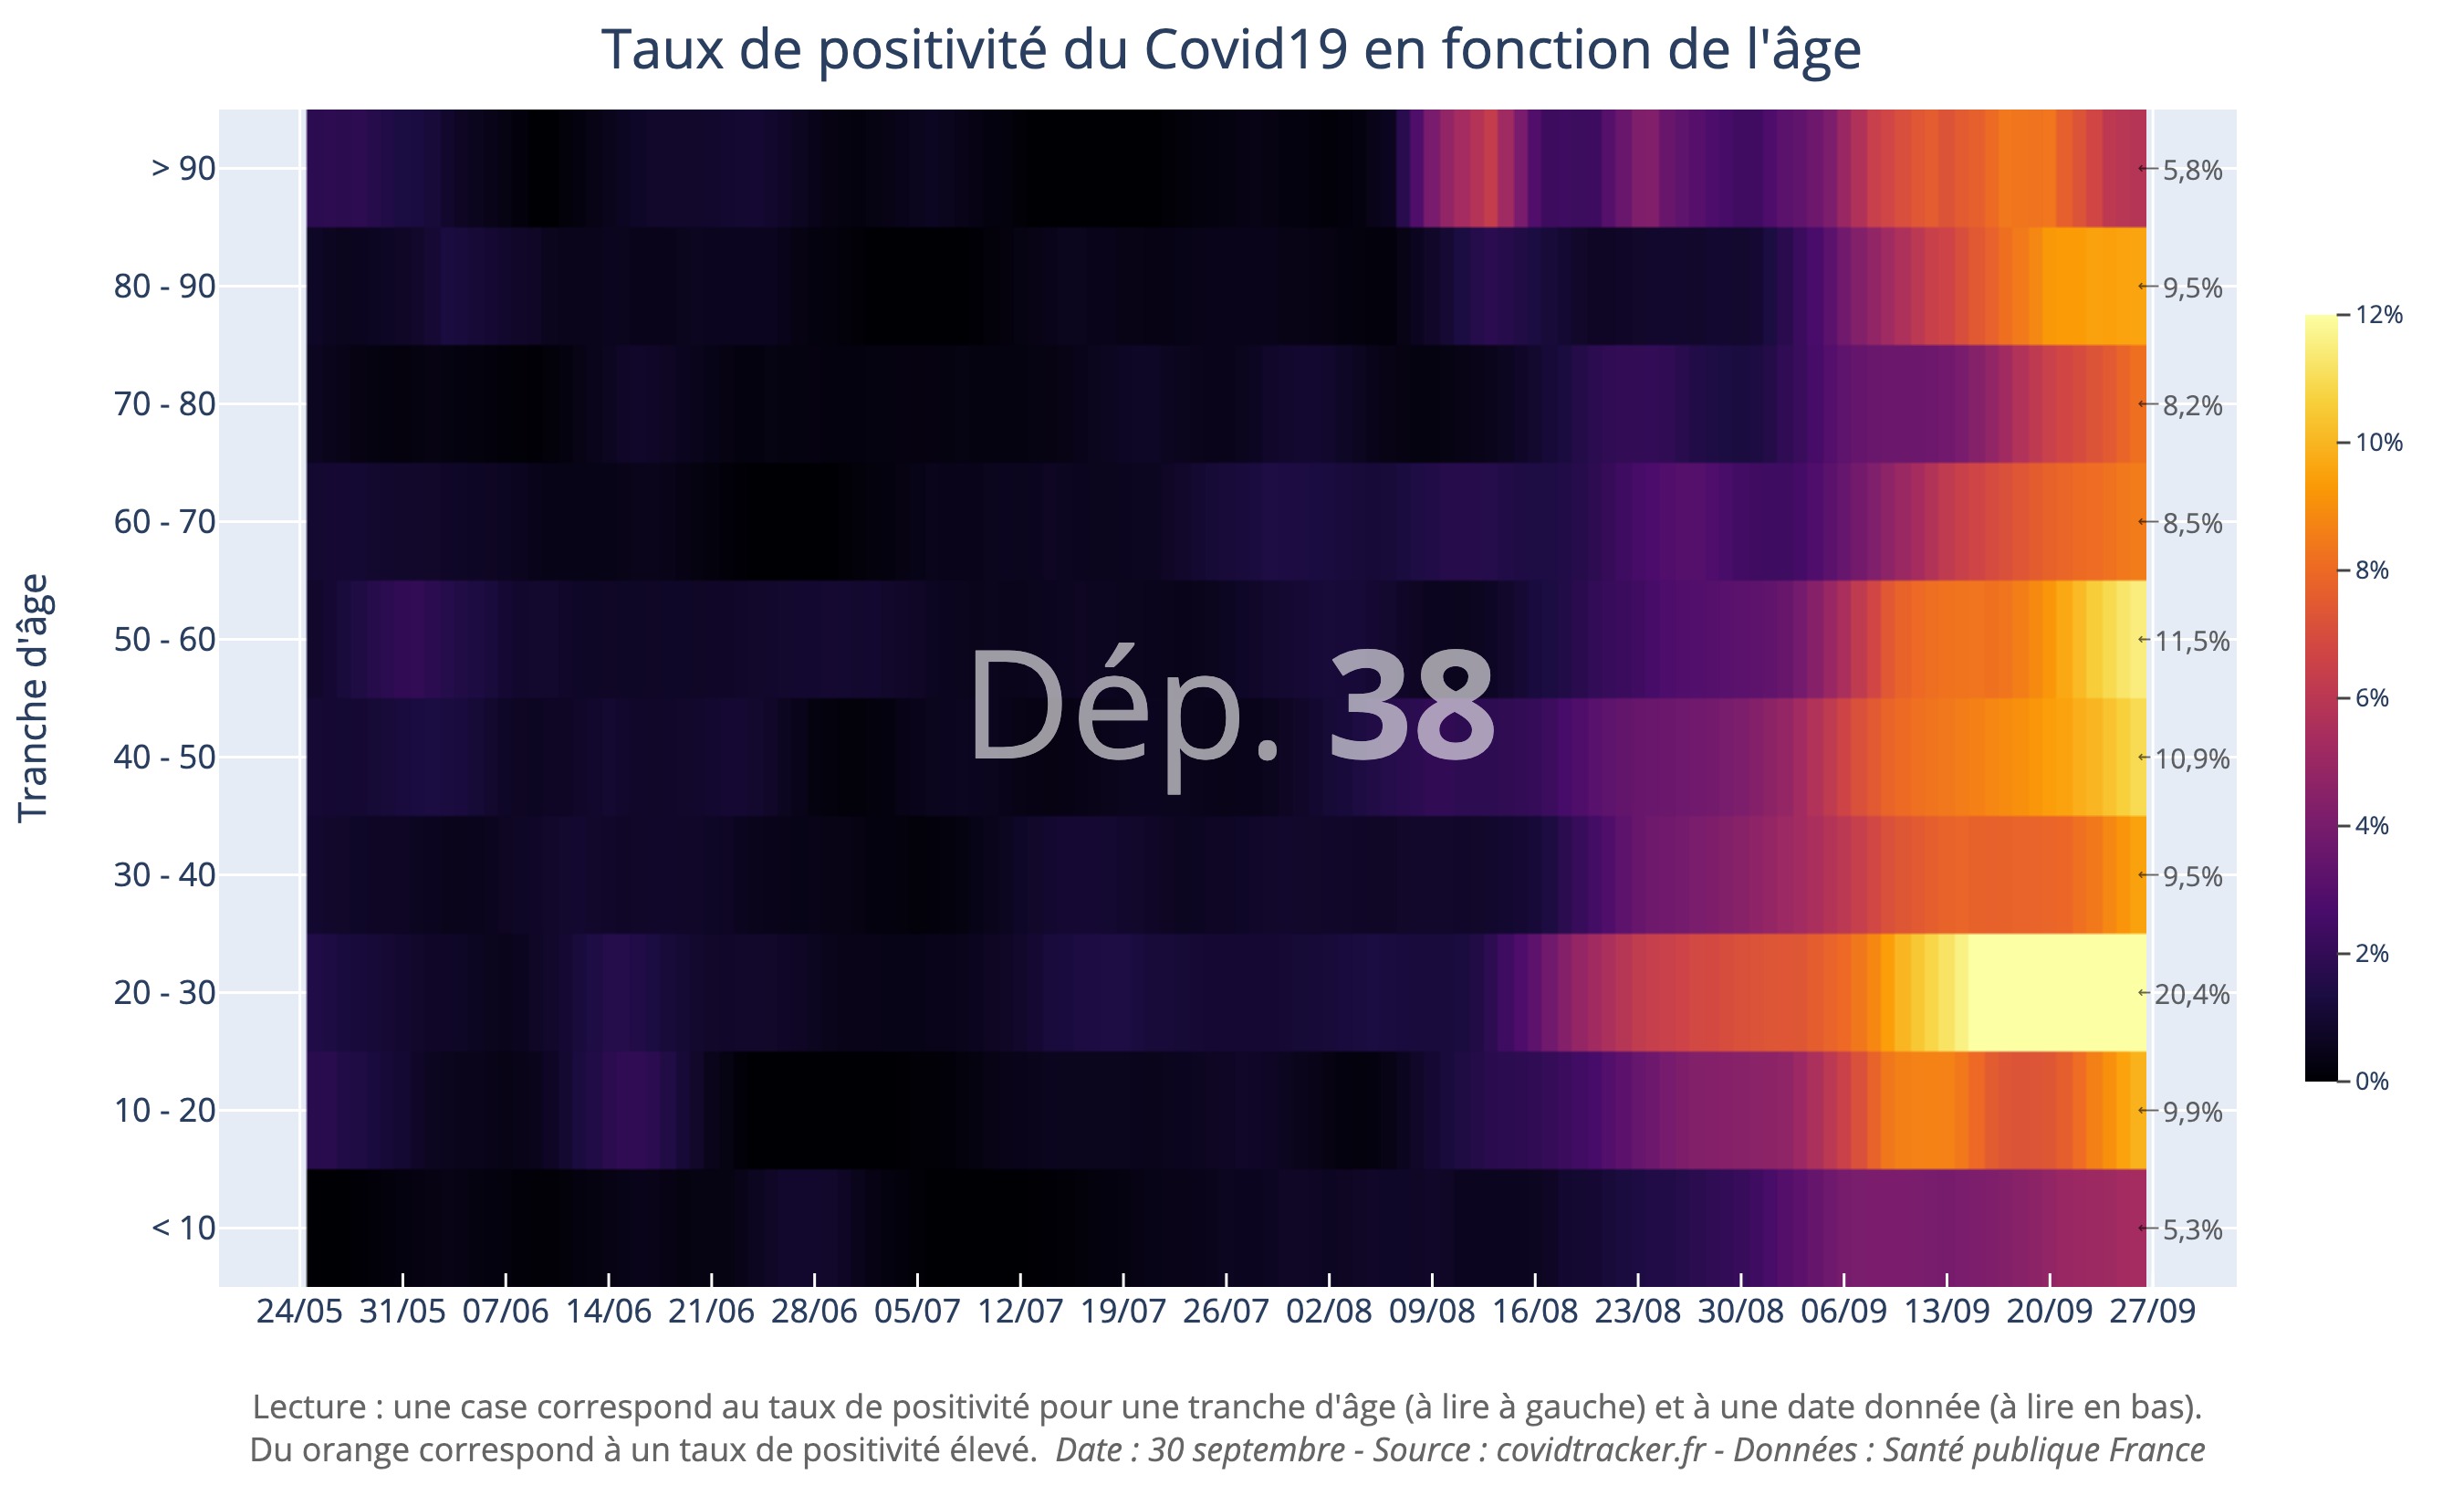 Taux de positivité du Covid19 en fonction de l'âge
Tranche d'âge
> 90
80 - 90
70 - 80
60 - 70
50 - 60
40 - 50
30 - 40
20 - 30
10 - 20
< 10
Dép. 38
←5,8%
←9,5%
←8,2%
←8,5%
←11,5%
←10,9%
←9,5%
←20,4%
←9,9%
←5,3%
12%
10%
8%
6%
4%
2%
0%
24/05 31/05 07/06 14/06 21/06 28/06 05/07 12/07 19/07 26/07 02/08 09/08 16/08 23/08 30/08 06/09 13/09 20/09 27/09
Lecture : une case correspond au taux de positivité pour une tranche d'âge (à lire à gauche) et à une date donnée (à lire en bas).
Du orange correspond à un taux de positivité élevé. Date : 30 septembre - Source : covidtracker.fr - Données : Santé publique France